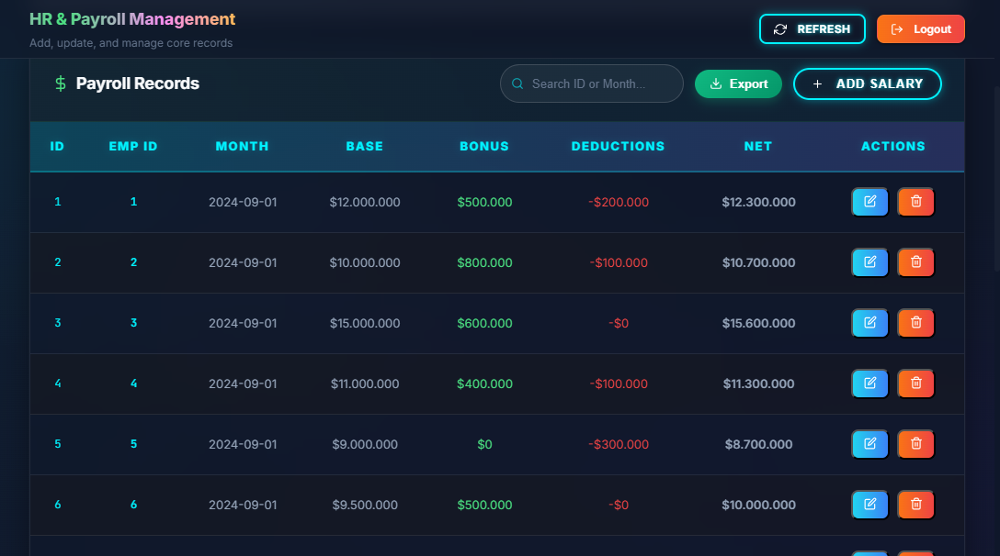 HR & Payroll Management
Add, update, and manage core records
REFRESH
Logout
Payroll Records
Search ID or Month...
Export
+ ADD SALARY
ID EMP ID MONTH BASE BONUS DEDUCTIONS NET ACTIONS
1 1 2024-09-01 $12.000.000 $500.000 -$200.000 $12.300.000
2 2 2024-09-01 $10.000.000 $800.000 -$100.000 $10.700.000
3 3 2024-09-01 $15.000.000 $600.000 -$0 $15.600.000
4 4 2024-09-01 $11.000.000 $400.000 -$100.000 $11.300.000
5 5 2024-09-01 $9.000.000 $0 -$300.000 $8.700.000
6 6 2024-09-01 $9.500.000 $500.000 -$0 $10.000.000